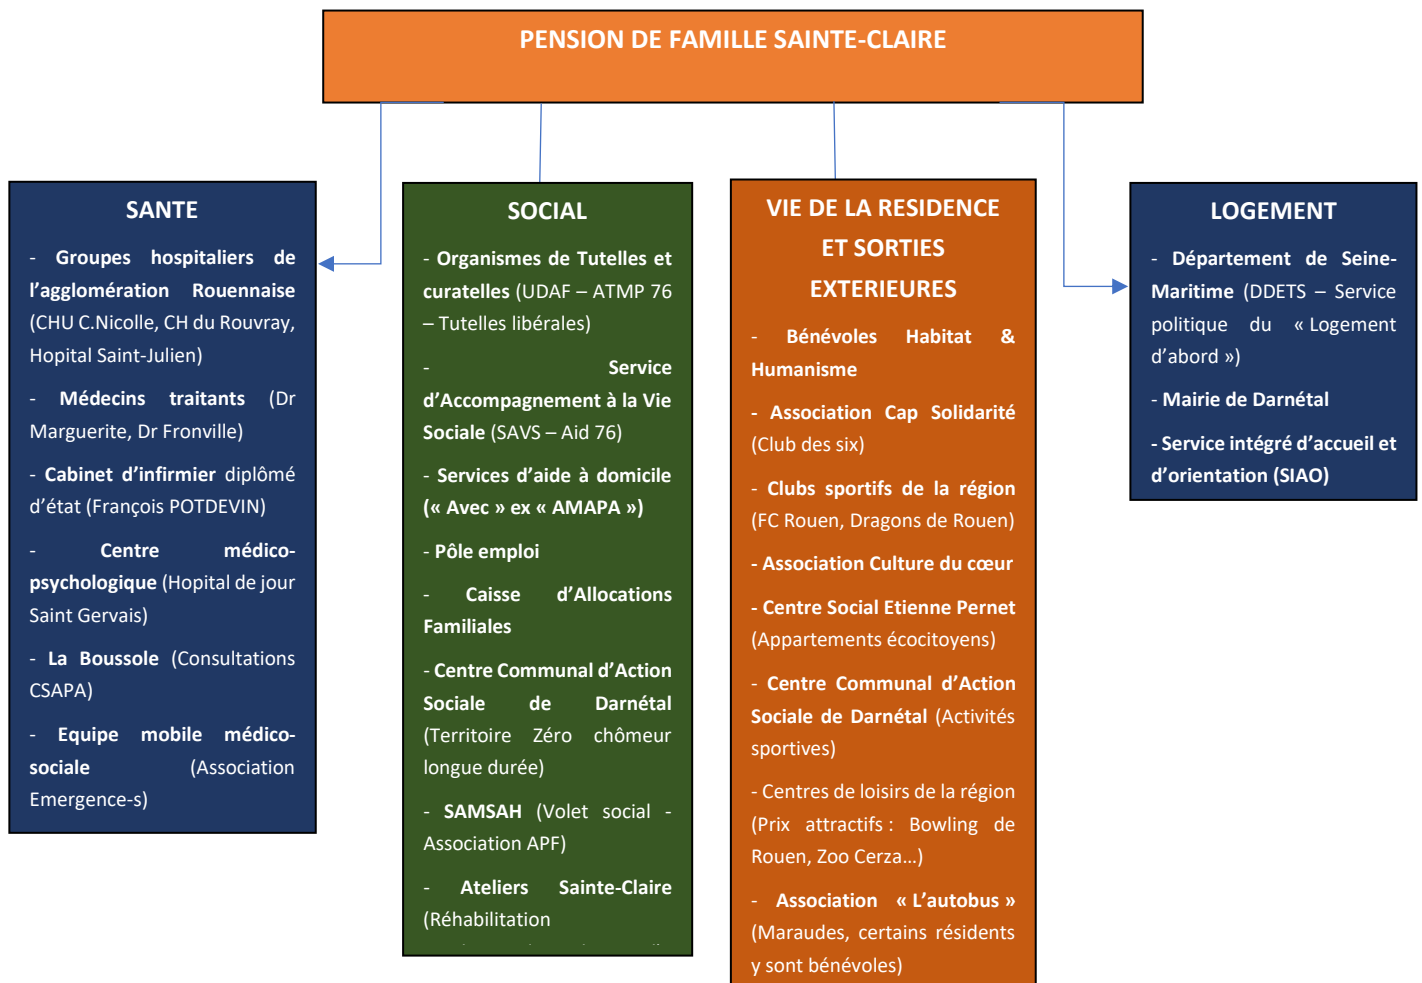 PENSION DE FAMILLE SAINTE-CLAIRE
SANTE
- Groupes hospitaliers de
l’agglomération Rouennaise
(CHU C.Nicolle, CH du Rouvray,
Hopital Saint-Julien)
- Médecins traitants (Dr
Marguerite, Dr Fronville)
- Cabinet d’infirmier diplômé
d’état (François POTDEVIN)
- Centre médico-
psychologique (Hopital de jour
Saint Gervais)
- La Boussole (Consultations
CSAPA)
- Equipe mobile médico-
sociale (Association
Emergence-s)
SOCIAL
- Organismes de Tutelles et
curatelles (UDAF – ATMP 76
– Tutelles libérales)
- Service
d’Accompagnement à la Vie
Sociale (SAVS – Aid 76)
- Services d’aide à domicile
(« Avec » ex « AMAPA »)
- Pôle emploi
- Caisse d’Allocations
Familiales
- Centre Communal d’Action
Sociale de Darnétal
(Territoire Zéro chômeur
longue durée)
- SAMSAH (Volet social -
Association APF)
- Ateliers Sainte-Claire
(Réhabilitation
VIE DE LA RESIDENCE
ET SORTIES
EXTERIEURES
- Bénévoles Habitat &
Humanisme
- Association Cap Solidarité
(Club des six)
- Clubs sportifs de la région
(FC Rouen, Dragons de Rouen)
- Association Culture du cœur
- Centre Social Etienne Pernet
(Appartements écocitoyens)
- Centre Communal d’Action
Sociale de Darnétal (Activités
sportives)
- Centres de loisirs de la région
(Prix attractifs : Bowling de
Rouen, Zoo Cerza…)
- Association « L’autobus »
(Maraudes, certains résidents
y sont bénévoles)
LOGEMENT
- Département de Seine-
Maritime (DDETS – Service
politique du « Logement
d’abord »)
- Mairie de Darnétal
- Service intégré d’accueil et
d’orientation (SIAO)